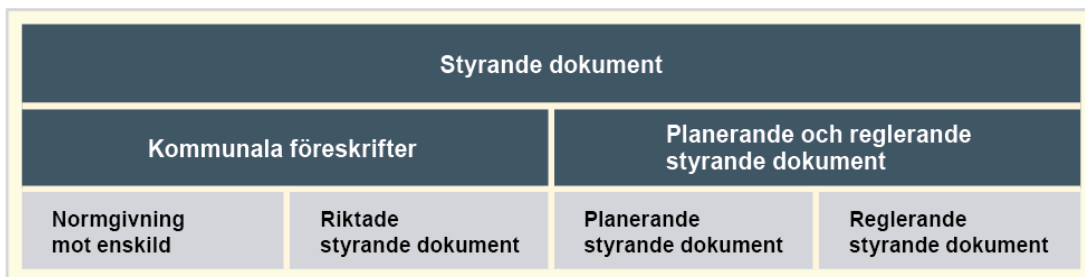 Styrande dokument
Kommunala föreskrifter
Planerande och reglerande
styrande dokument
Normgivning
mot enskild
Riktade
styrande dokument
Planerande
styrande dokument
Reglerande
styrande dokument